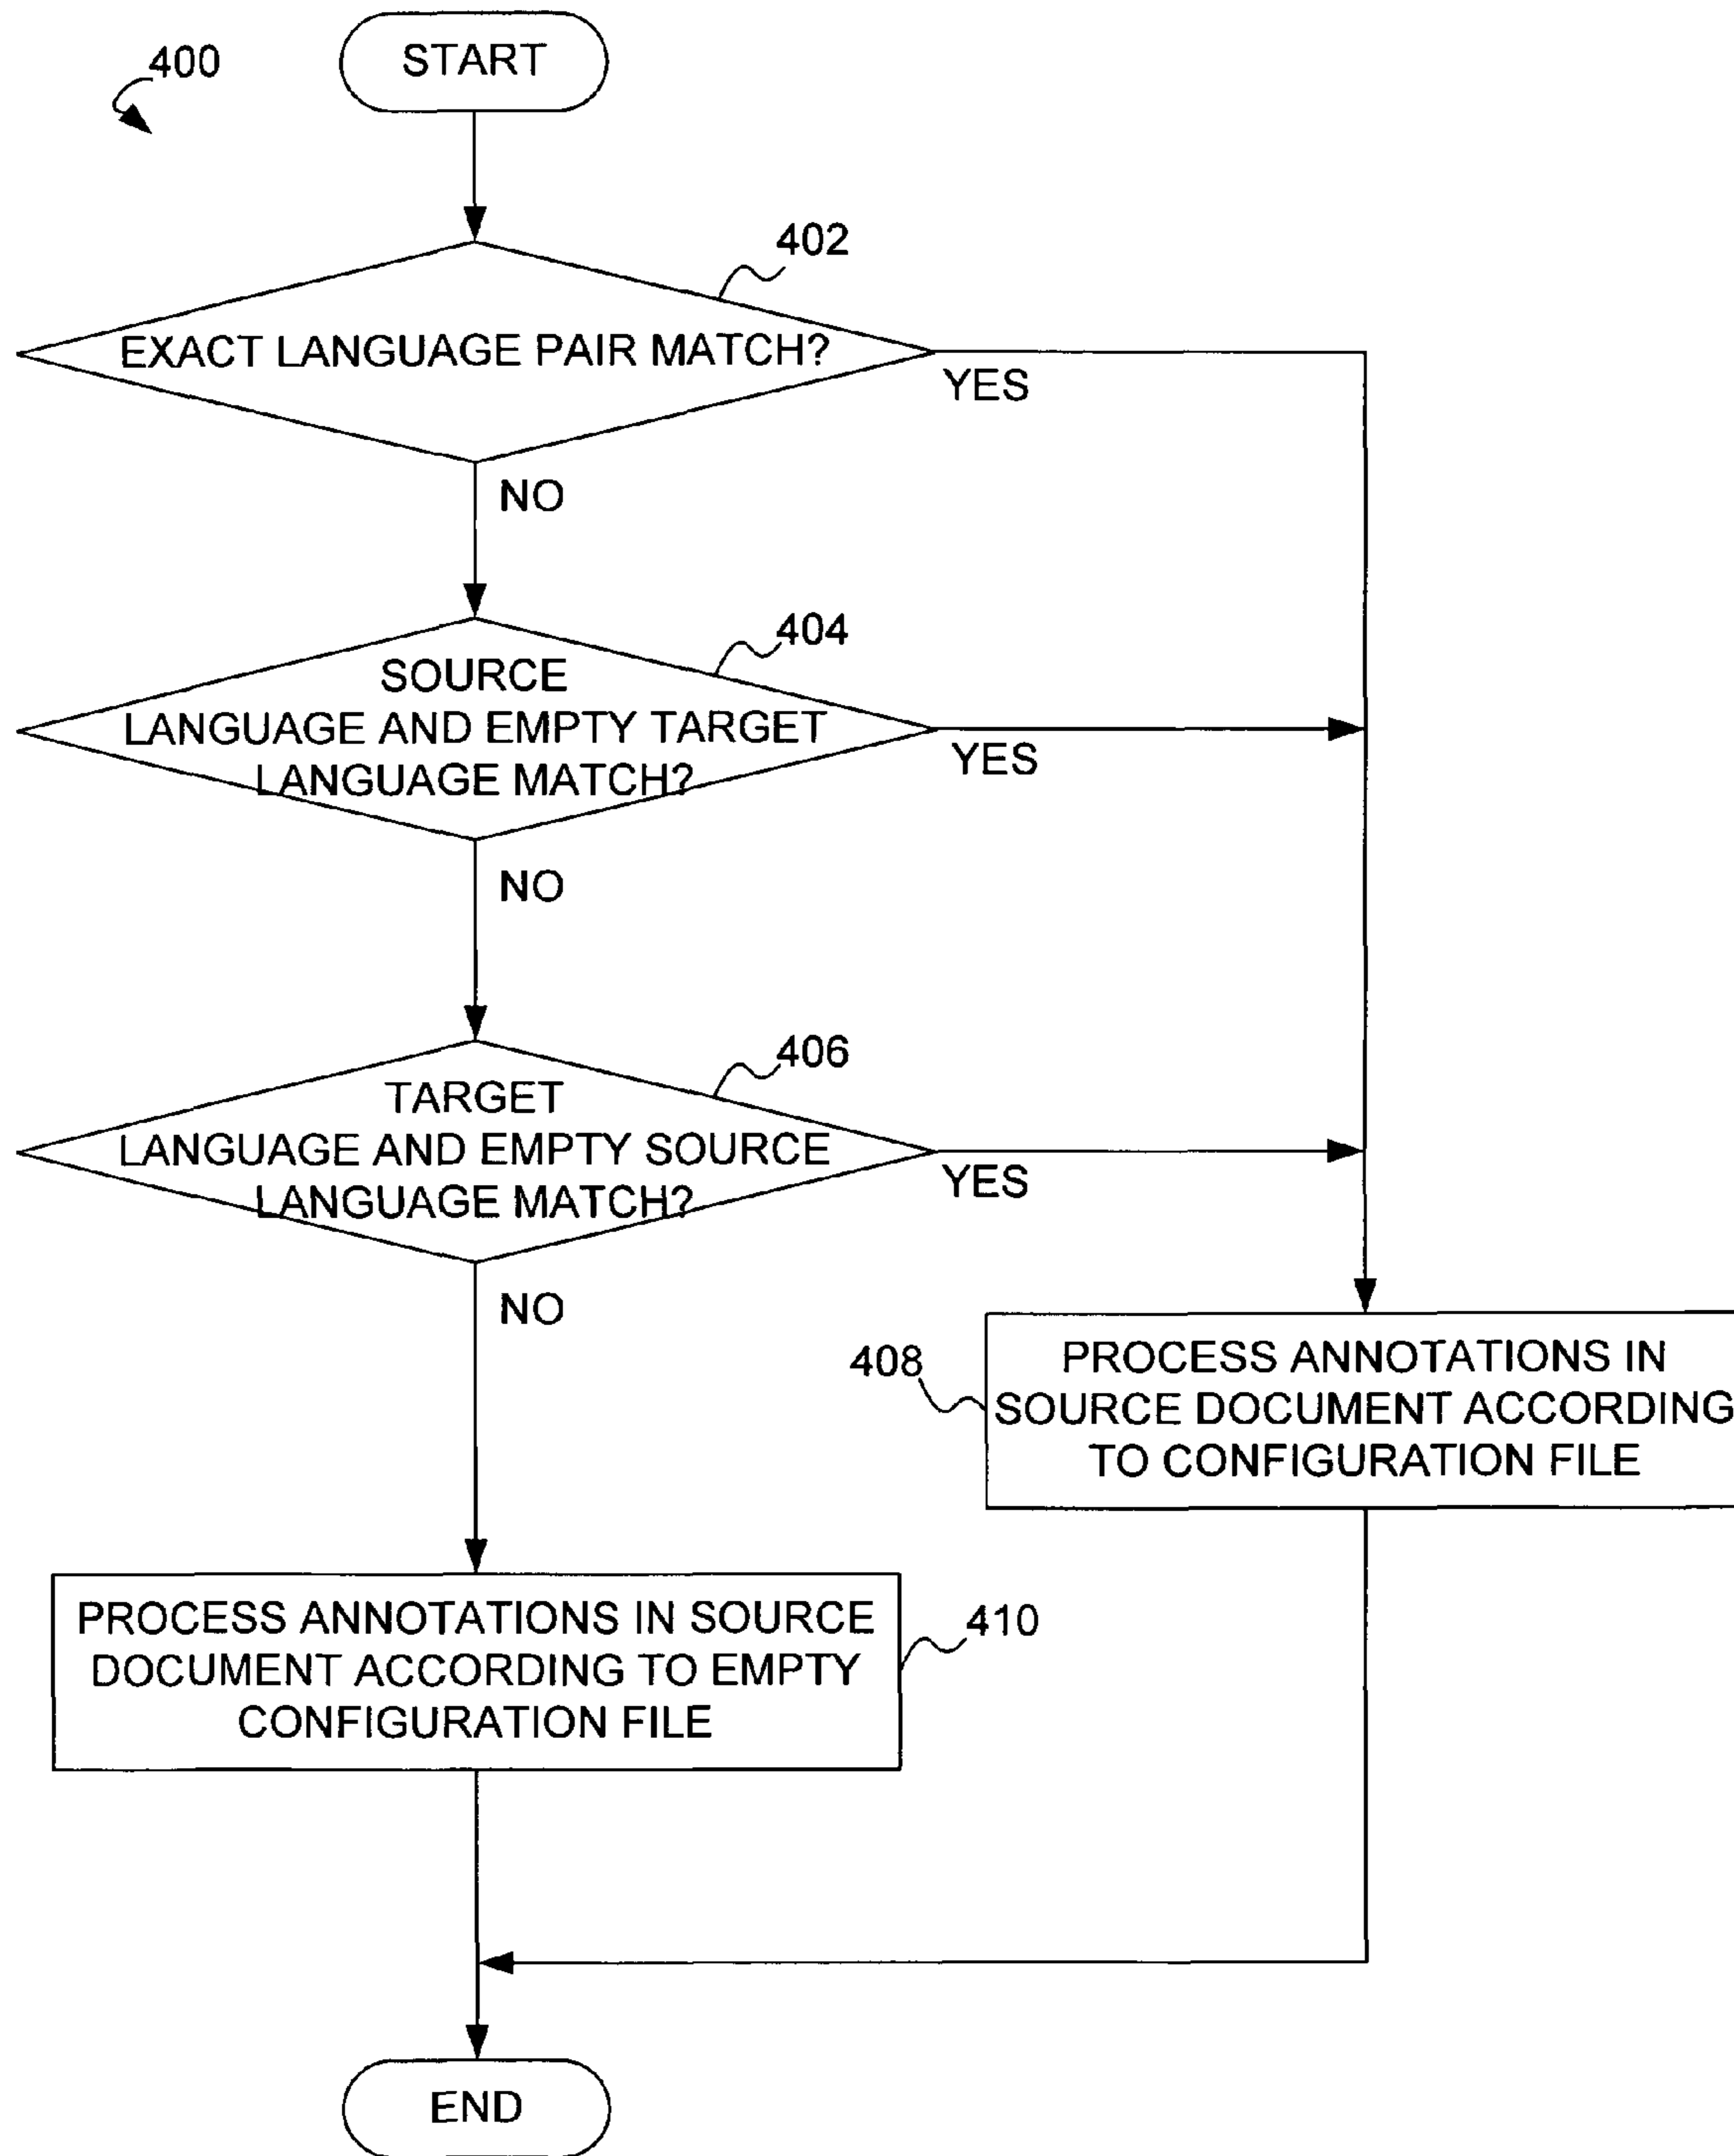 START
400
402
EXACT LANGUAGE PAIR MATCH?
YES
NO
404
SOURCE
LANGUAGE AND EMPTY TARGET
LANGUAGE MATCH?
YES
NO
406
TARGET
LANGUAGE AND EMPTY SOURCE
LANGUAGE MATCH?
YES
NO
408
PROCESS ANNOTATIONS IN
SOURCE DOCUMENT ACCORDING
TO CONFIGURATION FILE
PROCESS ANNOTATIONS IN SOURCE
DOCUMENT ACCORDING TO EMPTY
CONFIGURATION FILE
410
END